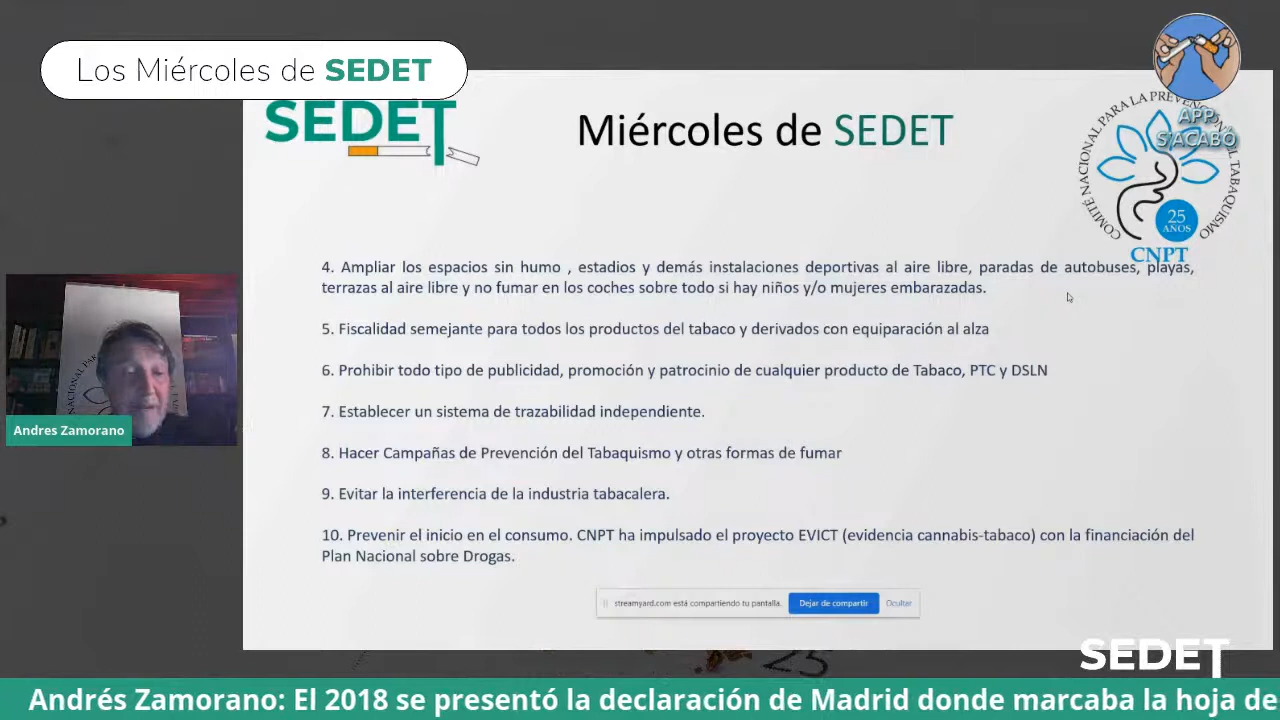 Los Miércoles de SEDET
SEDET
Miércoles de SEDET
COMITÉ NACIONAL PARA LA PREVENCIÓN DEL TABAQUISMO
APP
S'ACABÓ
25
AÑOS
CNPT
4. Ampliar los espacios sin humo , estadios y demás instalaciones deportivas al aire libre, paradas de autobuses, playas,
terrazas al aire libre y no fumar en los coches sobre todo si hay niños y/o mujeres embarazadas.
5. Fiscalidad semejante para todos los productos del tabaco y derivados con equiparación al alza
6. Prohibir todo tipo de publicidad, promoción y patrocinio de cualquier producto de Tabaco, PTC y DSLN
7. Establecer un sistema de trazabilidad independiente.
8. Hacer Campañas de Prevención del Tabaquismo y otras formas de fumar
9. Evitar la interferencia de la industria tabacalera.
10. Prevenir el inicio en el consumo. CNPT ha impulsado el proyecto EVICT (evidencia cannabis-tabaco) con la financiación del
Plan Nacional sobre Drogas.
streamyard.com está compartiendo tu pantalla.
Dejar de compartir
Ocultar
Andres Zamorano
25
SEDET
Andrés Zamorano: El 2018 se presentó la declaración de Madrid donde marcaba la hoja de